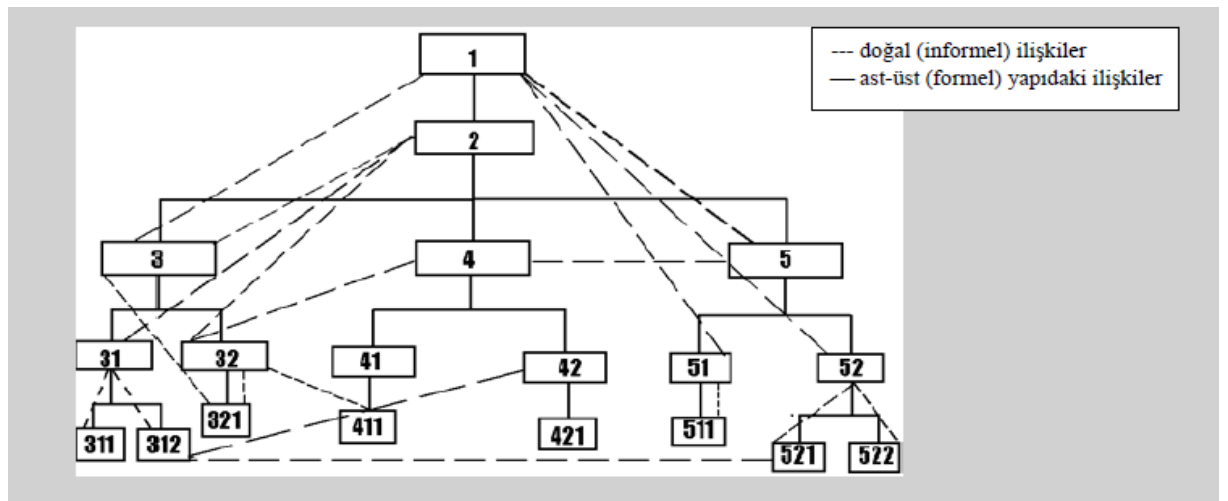 1
--- doğal (informel) ilişkiler
— ast-üst (formel) yapıdaki ilişkiler
2
3 4 5
31 32 41 42 51 52
311 312 321 411 421 511 521 522